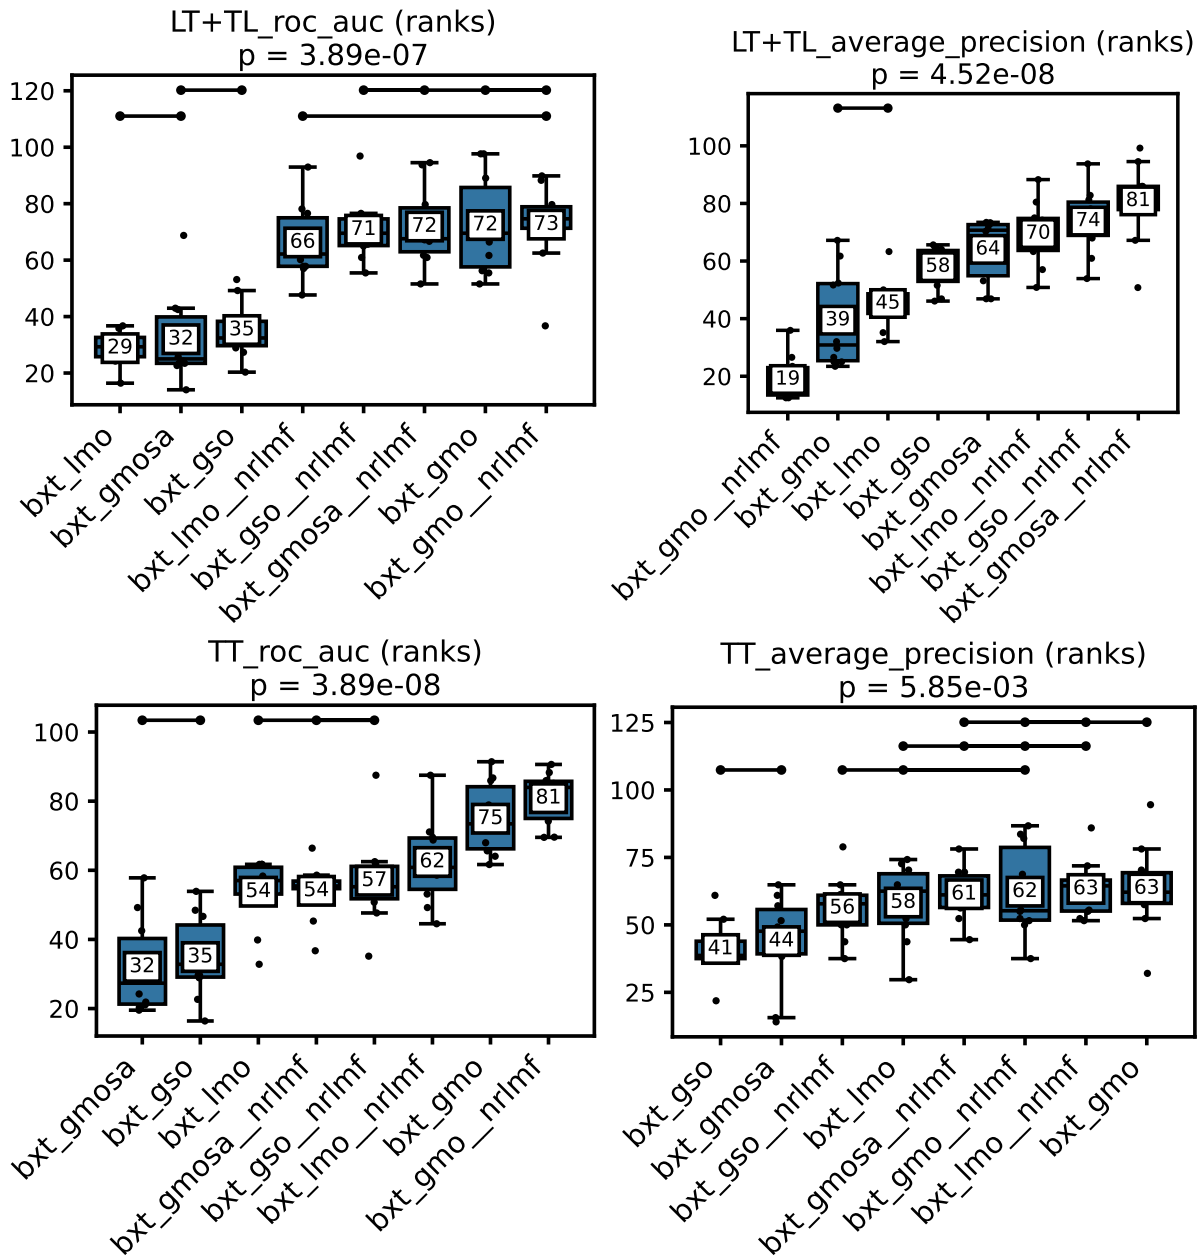 LT+TL_roc_auc (ranks)
p = 3.89e-07
120
100
80
60
40
20
29
32
35
66
71
72
72
73
bxt_lmo
bxt_gmosa
bxt_gso
bxt_lmo__nrlmf
bxt_gso__nrlmf
bxt_gmosa__nrlmf
bxt_gmo
bxt_gmo__nrlmf
LT+TL_average_precision (ranks)
p = 4.52e-08
100
80
60
40
20
19
39
45
58
64
70
74
81
bxt_gmo__nrlmf
bxt_gmo
bxt_lmo
bxt_gso
bxt_gmosa
bxt_lmo__nrlmf
bxt_gso__nrlmf
bxt_gmosa__nrlmf
TT_roc_auc (ranks)
p = 3.89e-08
100
80
60
40
20
32
35
54
54
57
62
75
81
bxt_gmosa
bxt_gso
bxt_lmo
bxt_gmosa__nrlmf
bxt_gso__nrlmf
bxt_lmo__nrlmf
bxt_gmo
bxt_gmo__nrlmf
TT_average_precision (ranks)
p = 5.85e-03
125
100
75
50
25
41
44
56
58
61
62
63
63
bxt_gso
bxt_gmosa
bxt_gso__nrlmf
bxt_lmo
bxt_gmosa__nrlmf
bxt_gmo__nrlmf
bxt_lmo__nrlmf
bxt_gmo